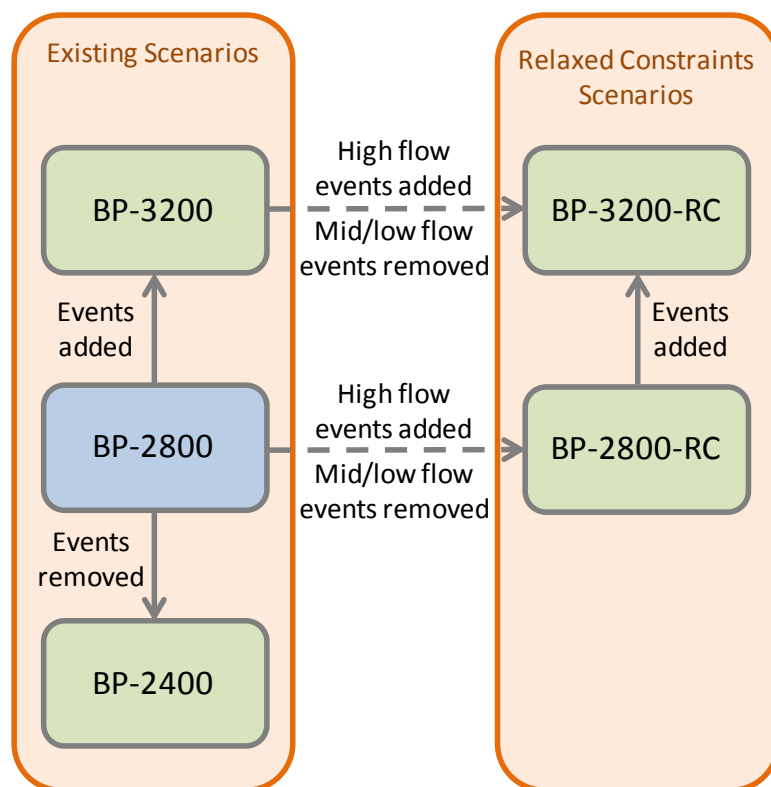 Existing Scenarios
Relaxed Constraints
Scenarios
BP-3200
High flow
events added
Mid/low flow
events removed
BP-3200-RC
Events
added
Events
added
BP-2800
High flow
events added
Mid/low flow
events removed
BP-2800-RC
Events
removed
BP-2400